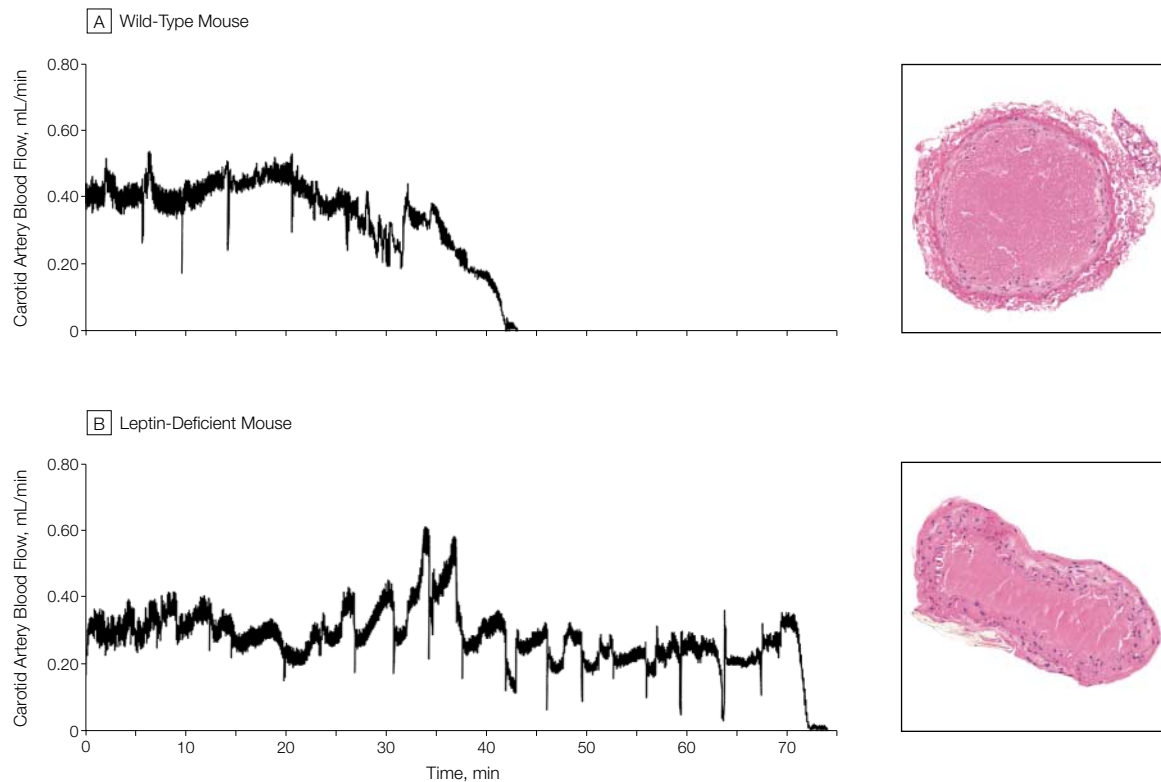 A Wild-Type Mouse
Carotid Artery Blood Flow, mL/min
0.80
0.60
0.40
0.20
0
B Leptin-Deficient Mouse
Carotid Artery Blood Flow, mL/min
0.80
0.60
0.40
0.20
0
0 10 20 30 40 50 60 70
Time, min